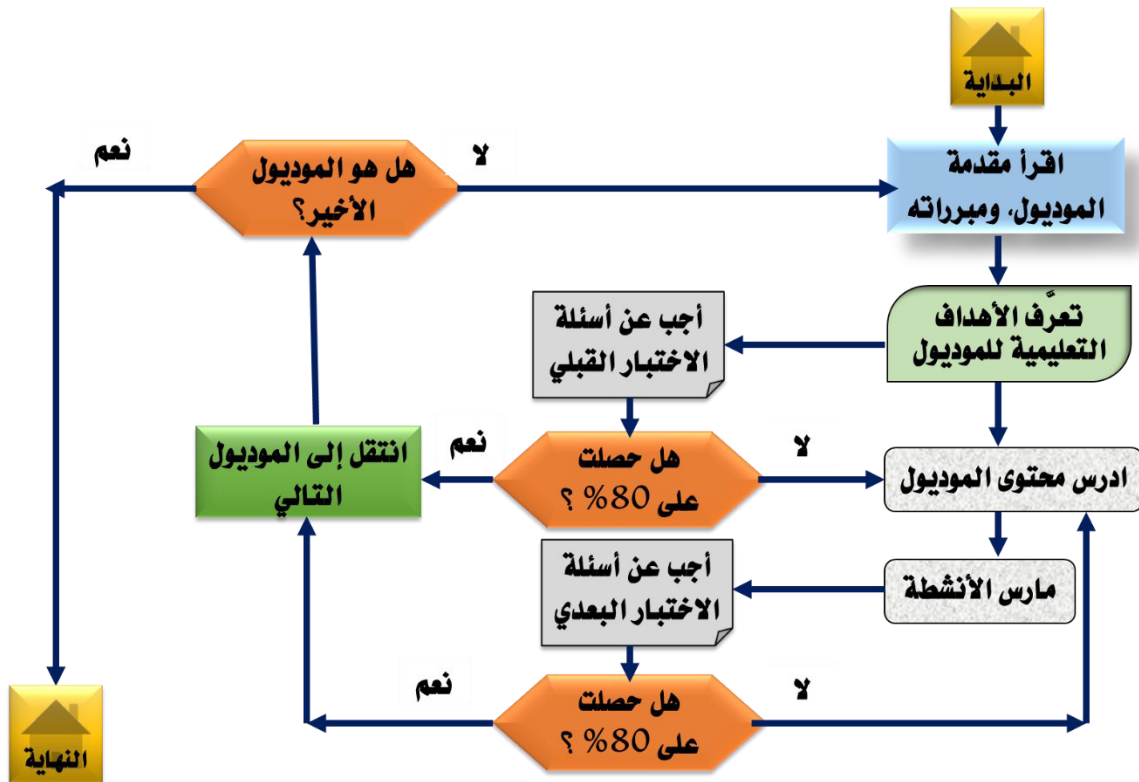 البداية
اقرأ مقدمة
الموديول، ومبرراته
لا
هل هو الموديول
الأخير؟
نعم
تعرَّف الأهداف
التعليمية للموديول
أجب عن أسئلة
الاختبار القبلي
هل حصلت
على 80% ؟
لا
نعم
ادرس محتوى الموديول
انتقل إلى الموديول
التالي
مارس الأنشطة
أجب عن أسئلة
الاختبار البعدي
هل حصلت
على 80% ؟
لا
نعم
النهاية